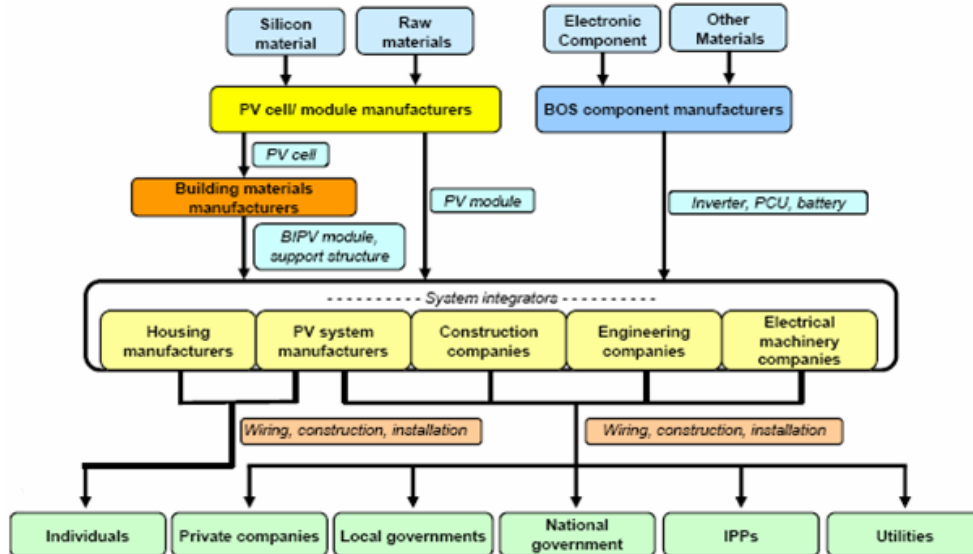 Silicon
material
Raw
materials
Electronic
Component
Other
Materials
PV cell/ module manufacturers
BOS component manufacturers
PV cell
Building materials
manufacturers
PV module
Inverter, PCU, battery
BIPV module,
support structure
System integrators
Housing
manufacturers
PV system
manufacturers
Construction
companies
Engineering
companies
Electrical
machinery
companies
Wiring, construction, installation
Wiring, construction, installation
Individuals
Private companies
Local governments
National
government
IPPs
Utilities